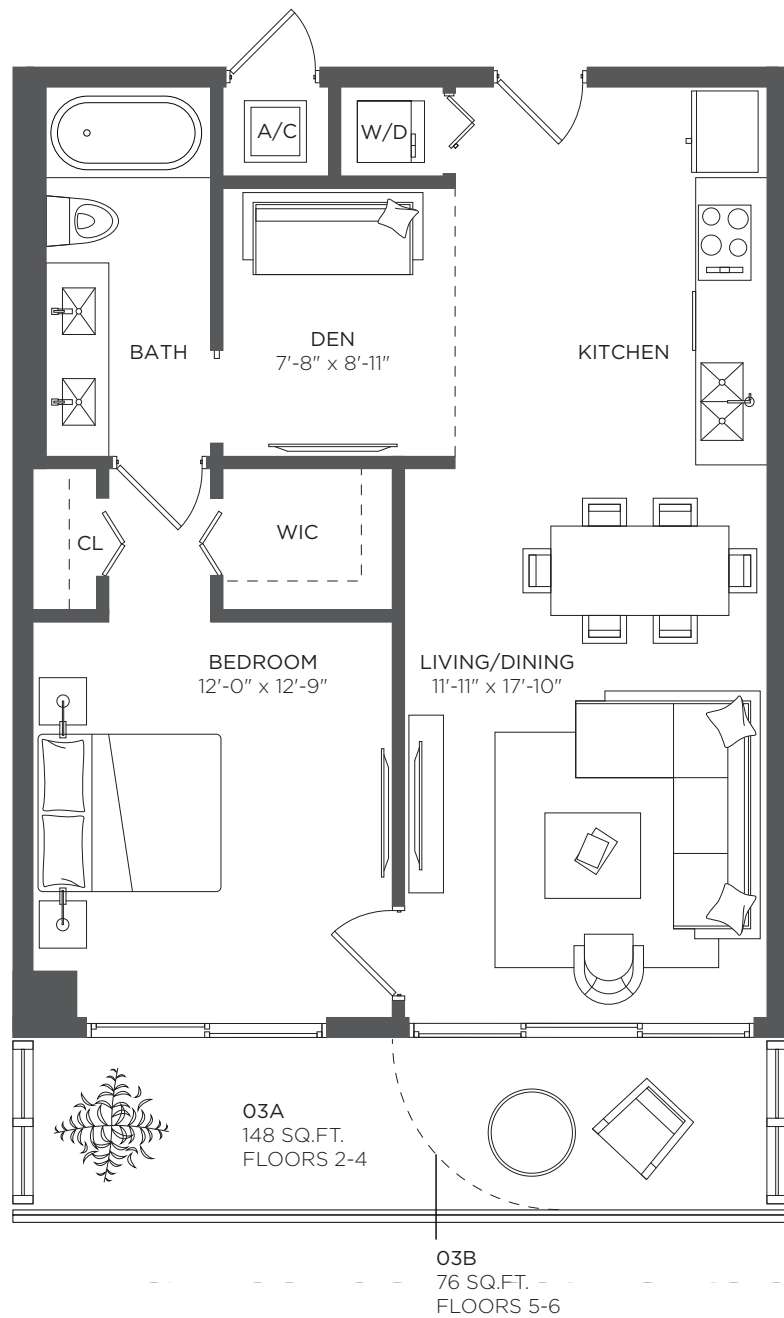 A/C
W/D
DEN
7'-8" x 8'-11"
BATH
KITCHEN
CL
WIC
BEDROOM
12'-0" x 12'-9"
LIVING/DINING
11'-11" x 17'-10"
03A
148 SQ.FT.
FLOORS 2-4
03B
76 SQ.FT.
FLOORS 5-6